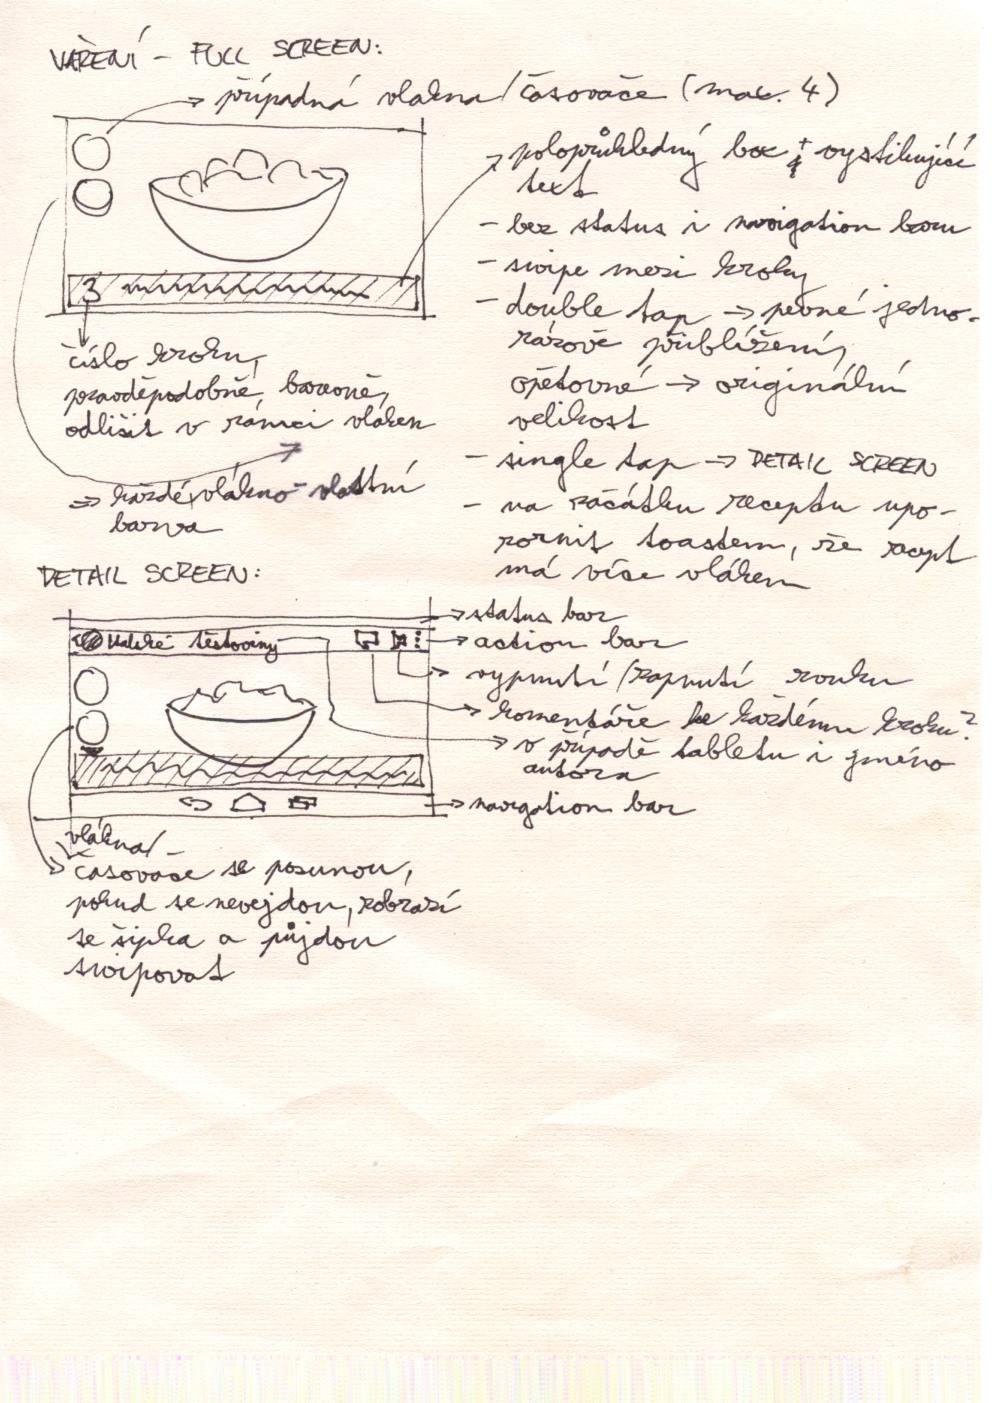 VAŘENÍ – FULL SCREEN:
→ případná vlákna/časovače (max. 4)
poloprůhledný box + vystihující
text
- bez status i navigation baru
- swipe mezi kroky
- double tap → pevné jedno-
rázové přiblížení,
opětovné → originální
velikost
- single tap → DETAIL SCREEN
- na začátku receptu upo-
zornit toastem, že recept
má více vláken
3
číslo kroku,
pravděpodobně barevně
odlišit v rámci vláken
⇒ každé vlákno vlastní
barva
DETAIL SCREEN:
→ status bar
těstoviny
→ action bar
→ vypnutí/zapnutí zvuku
→ komentáře ke každému kroku?
→ v případě tabletu i jméno
autora
→ navigation bar
vlákna/
časovače se posunou,
pokud se nevejdou, zobrazí
se šipka a půjdou
swipovat